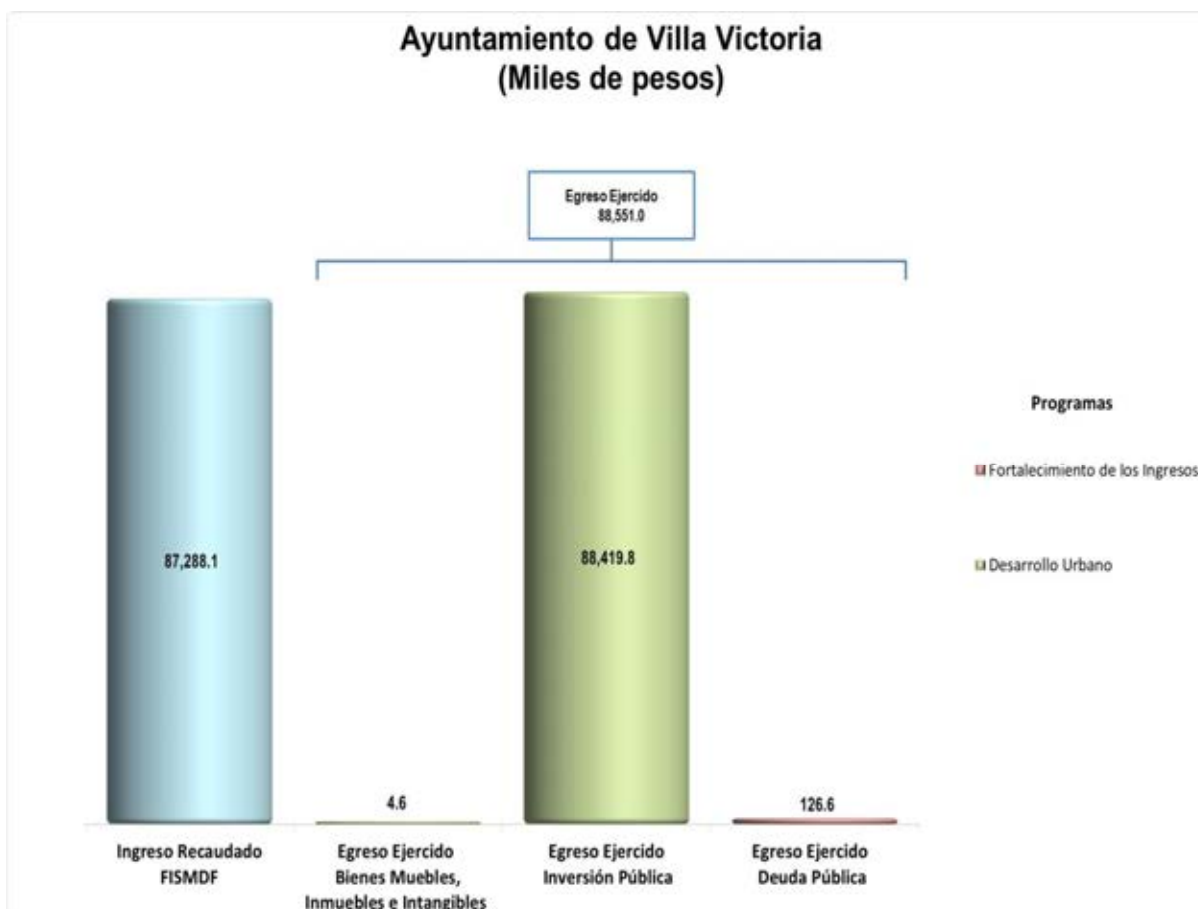 Ayuntamiento de Villa Victoria
(Miles de pesos)
Egreso Ejercido
88,551.0
Programas
Fortalecimiento de los Ingresos
Desarrollo Urbano
87,288.1
4.6
88,419.8
126.6
Ingreso Recaudado
FISMDF
Egreso Ejercido
Bienes Muebles,
Inmuebles e Intangibles
Egreso Ejercido
Inversión Pública
Egreso Ejercido
Deuda Pública